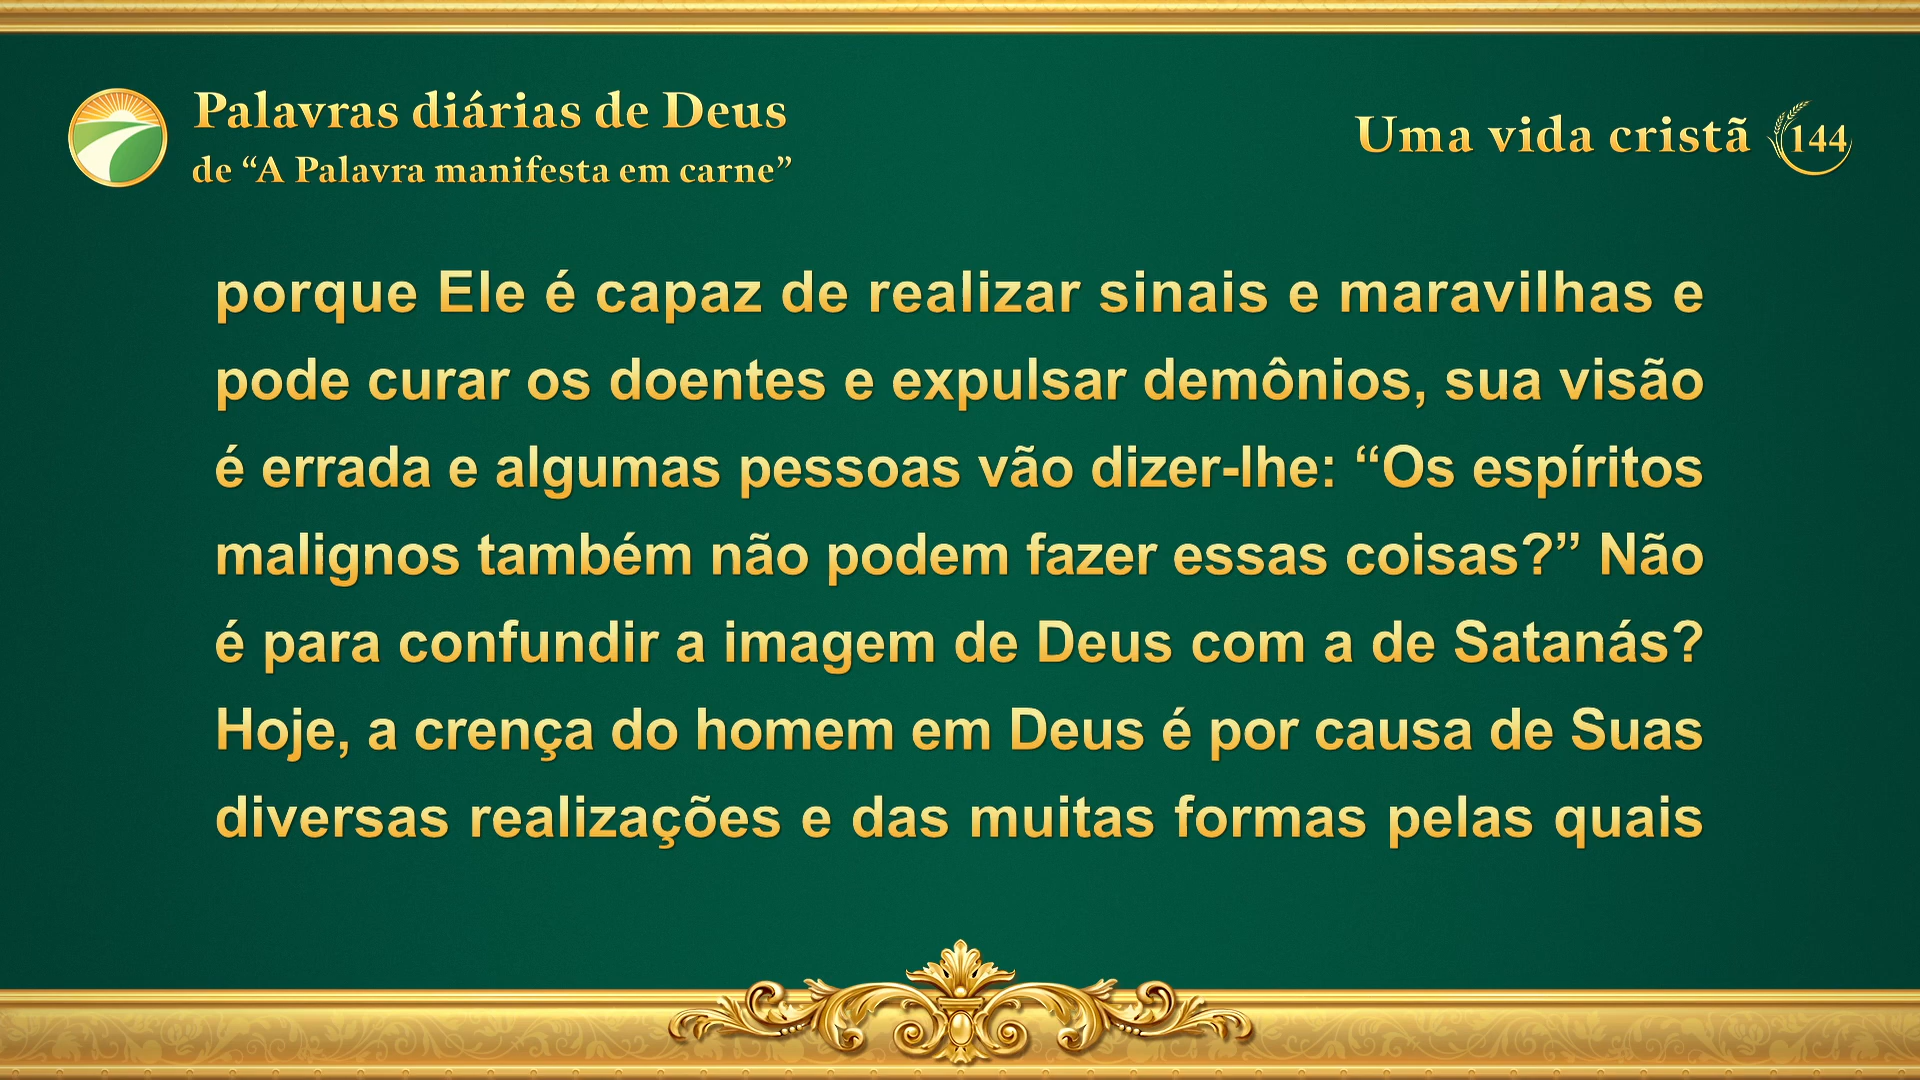 Palavras diárias de Deus
de “A Palavra manifesta em carne”
Uma vida cristã 144
porque Ele é capaz de realizar sinais e maravilhas e
pode curar os doentes e expulsar demônios, sua visão
é errada e algumas pessoas vão dizer-lhe: “Os espíritos
malignos também não podem fazer essas coisas?” Não
é para confundir a imagem de Deus com a de Satanás?
Hoje, a crença do homem em Deus é por causa de Suas
diversas realizações e das muitas formas pelas quais